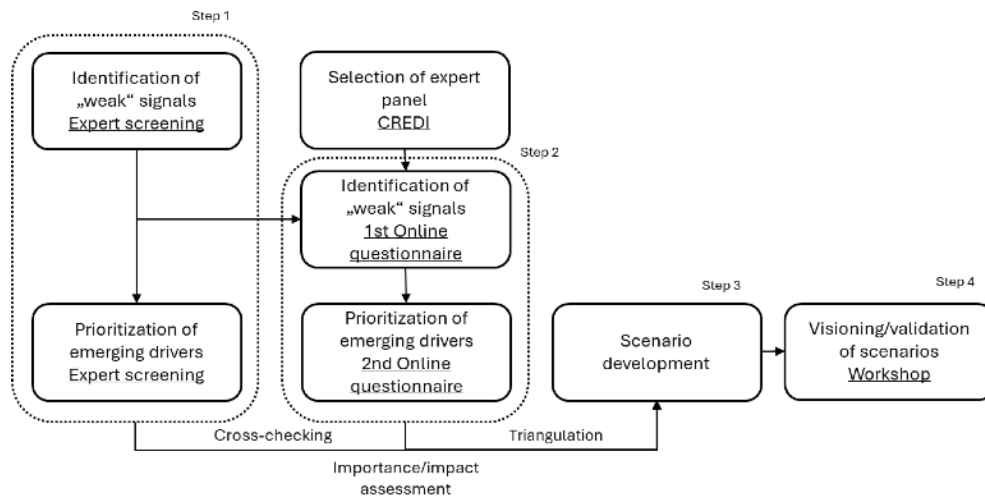 Step 1
Identification of
„weak“ signals
Expert screening
Selection of expert
panel
CREDI
Step 2
Identification of
„weak“ signals
1st Online
questionnaire
Prioritization of
emerging drivers
Expert screening
Prioritization of
emerging drivers
2nd Online
questionnaire
Step 3
Scenario
development
Step 4
Visioning/validation
of scenarios
Workshop
Cross-checking
Triangulation
Importance/impact
assessment